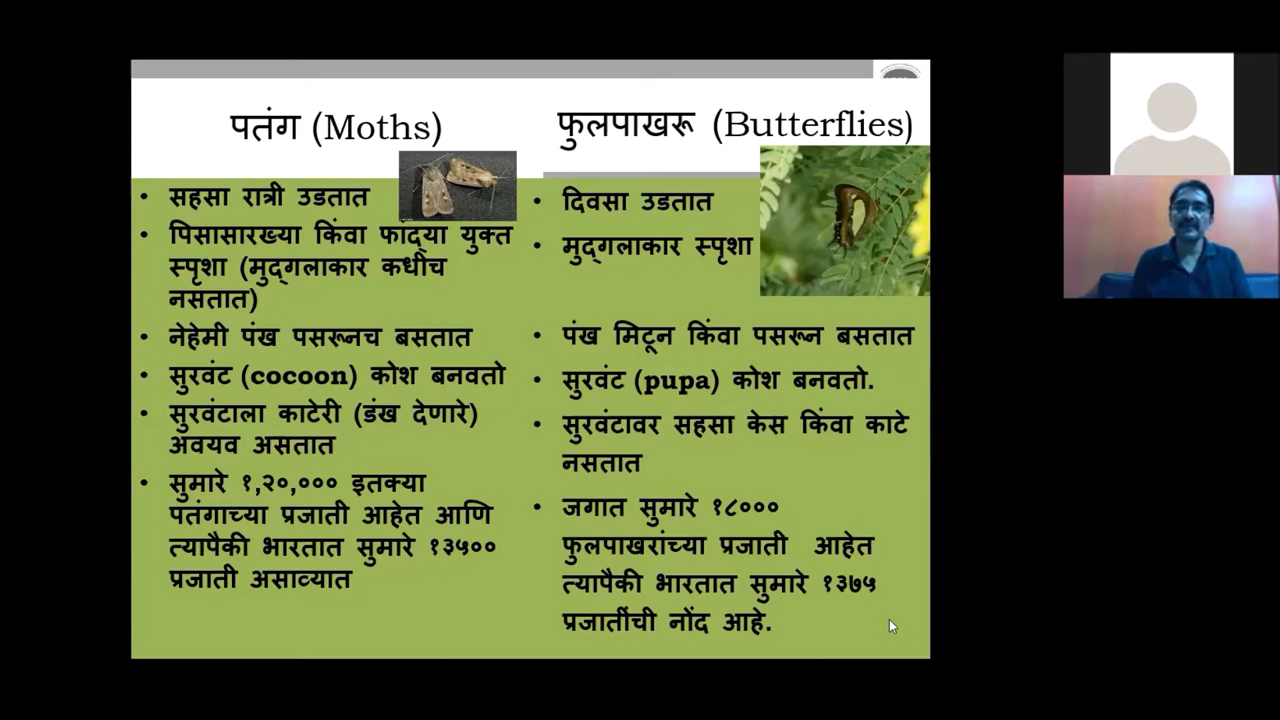 पतंग (Moths)
सहसा रात्री उडतात
पिसासारख्या किंवा फांद्या युक्त
स्पृशा (मुद्गलाकार कधीच
नसतात)
नेहेमी पंख पसरूनच बसतात
सुरवंट (cocoon) कोश बनवतो
सुरवंटाला काटेरी (डंख देणारे)
अवयव असतात
सुमारे १,२०,००० इतक्या
पतंगाच्या प्रजाती आहेत आणि
त्यापैकी भारतात सुमारे १३५००
प्रजाती असाव्यात
फुलपाखरू (Butterflies)
दिवसा उडतात
मुद्गलाकार स्पृशा
पंख मिटून किंवा पसरून बसतात
सुरवंट (pupa) कोश बनवतो.
सुरवंटावर सहसा केस किंवा काटे
नसतात
जगात सुमारे १८०००
फुलपाखरांच्या प्रजाती आहेत
त्यापैकी भारतात सुमारे १३७५
प्रजातींची नोंद आहे.